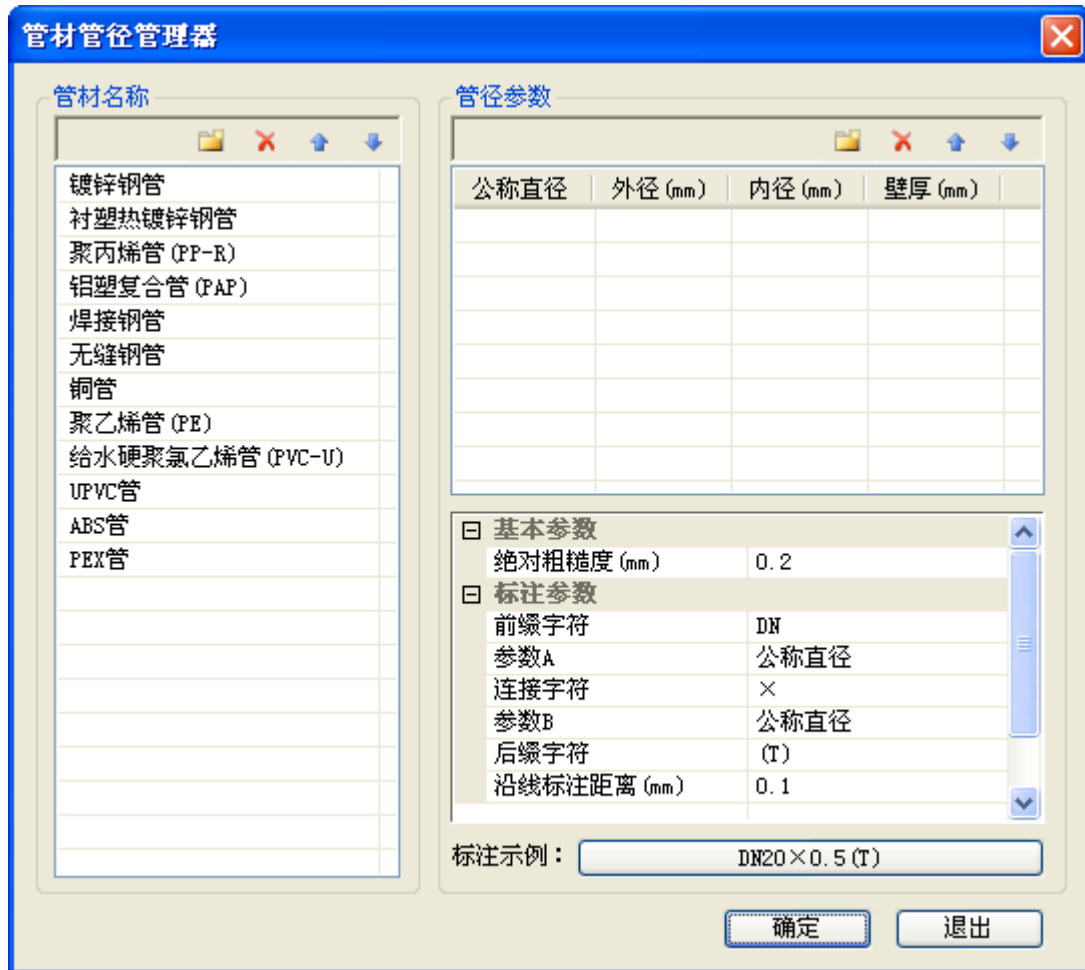 管材管径管理器
管材名称
镀锌钢管
衬塑热镀锌钢管
聚丙烯管(PP-R)
铝塑复合管(PAP)
焊接钢管
无缝钢管
铜管
聚乙烯管(PE)
给水硬聚氯乙烯管(PVC-U)
UPVC管
ABS管
PEX管
管径参数
公称直径 外径(mm) 内径(mm) 壁厚(mm)
基本参数
绝对粗糙度(mm) 0.2
标注参数
前缀字符 DN
参数A 公称直径
连接字符 ×
参数B 公称直径
后缀字符 (T)
沿线标注距离(mm) 0.1
标注示例： DN20×0.5(T)
确定 退出